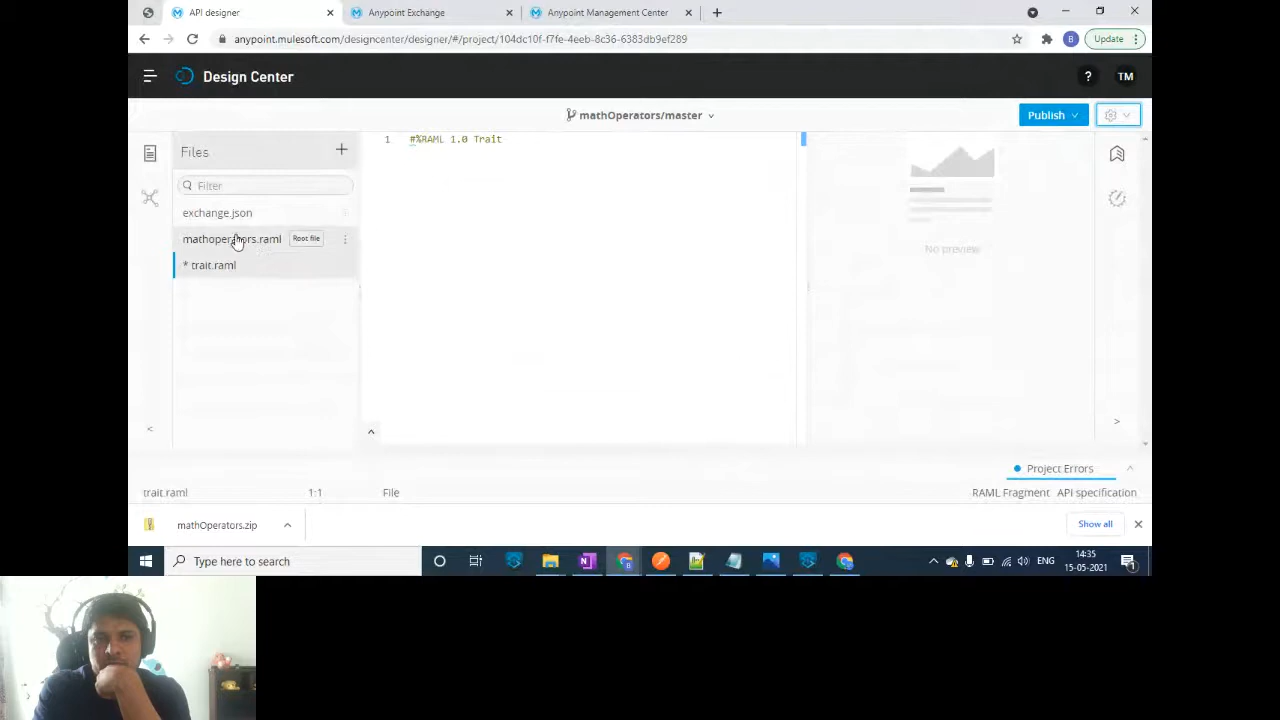 API designer
Anypoint Exchange
Anypoint Management Center
anypoint.mulesoft.com/designcenter/designer/#/project/104dc10f-f7fe-4eeb-8c36-6383db9ef289
B
Update
Design Center
?
TM
mathOperators/master
Publish
Files
1 #%RAML 1.0 Trait
Filter
exchange.json
mathoperators.raml Root file
* trait.raml
No preview
Project Errors
trait.raml 1:1 File RAML Fragment API specification
mathOperators.zip
Show all
Type here to search
ENG
14:35
15-05-2021